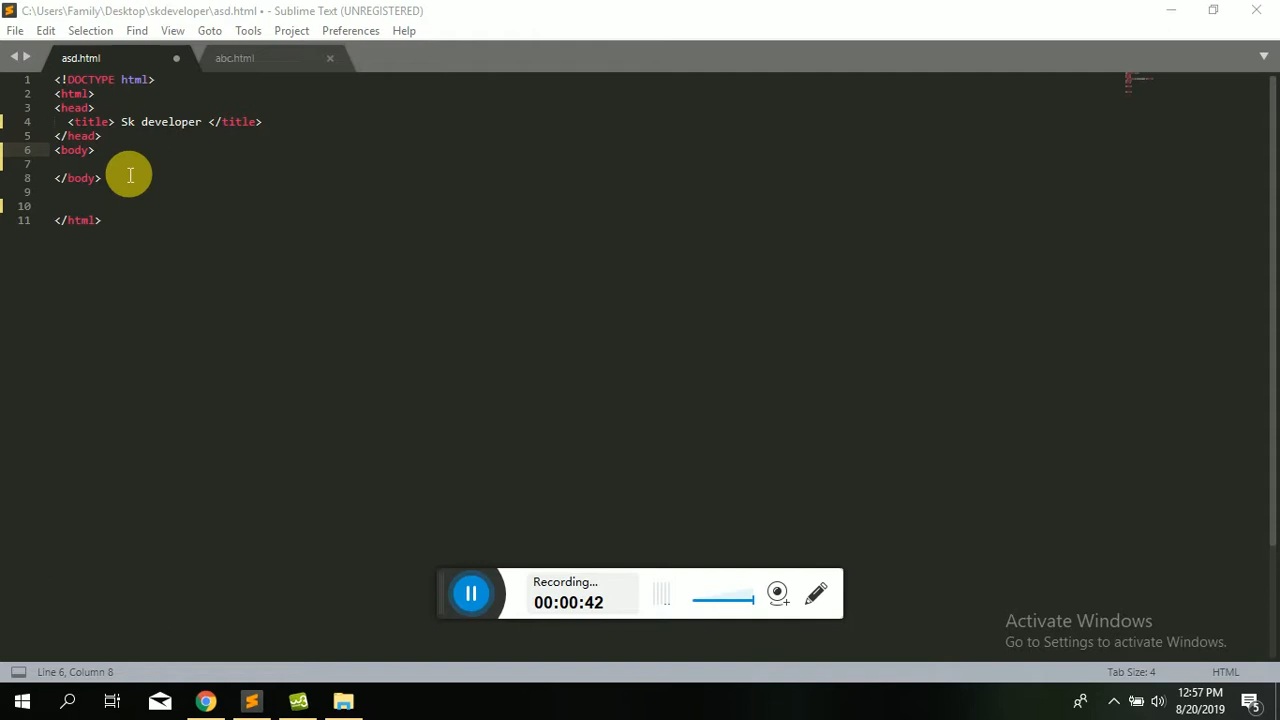 C:\Users\Family\Desktop\skdeveloper\asd.html • - Sublime Text (UNREGISTERED)
File Edit Selection Find View Goto Tools Project Preferences Help
asd.html abc.html
1 <!DOCTYPE html>
2 <html>
3 <head>
4 <title> Sk developer </title>
5 </head>
6 <body>
7
8 </body>
9
10
11 </html>
Recording...
00:00:42
Activate Windows
Go to Settings to activate Windows.
Line 6, Column 8 Tab Size: 4 HTML
12:57 PM
8/20/2019
5